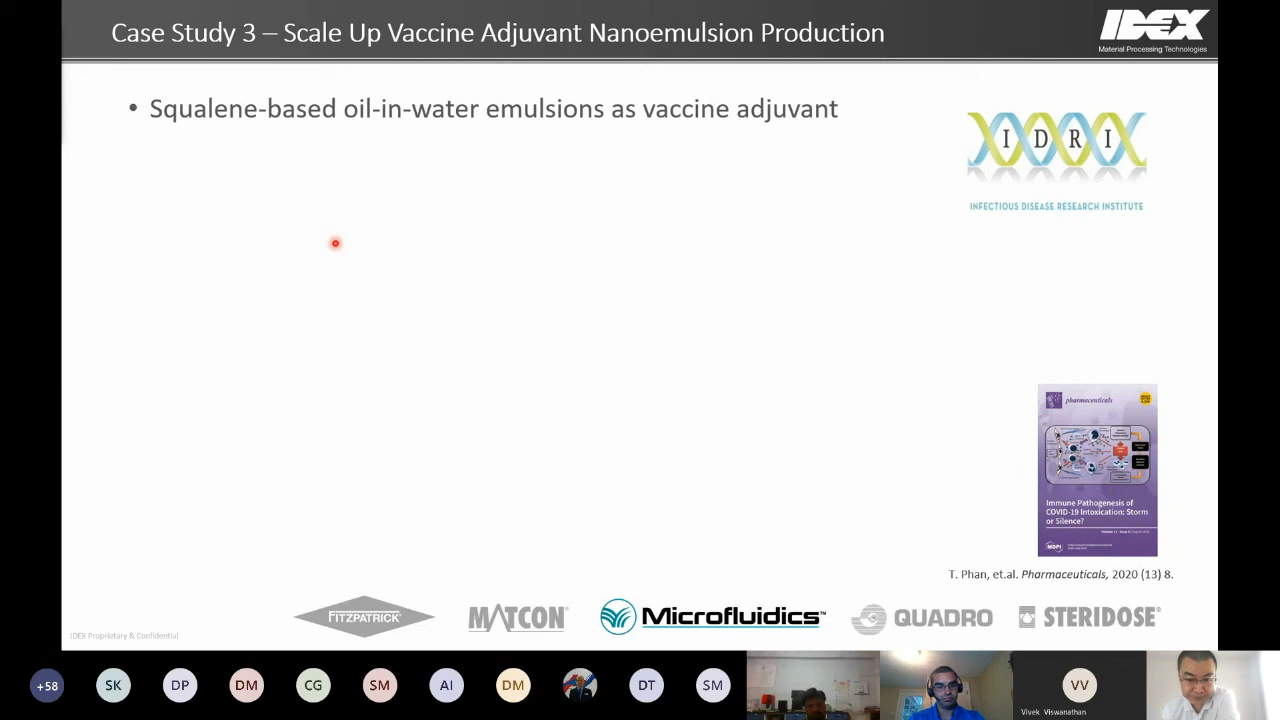 Case Study 3 – Scale Up Vaccine Adjuvant Nanoemulsion Production
IDEX
Material Processing Technologies
• Squalene-based oil-in-water emulsions as vaccine adjuvant
I D R I
INFECTIOUS DISEASE RESEARCH INSTITUTE
pharmaceuticals
Immune Pathogenesis of
COVID-19 Intoxication: Storm
or Silence?
MDPI
T. Phan, et.al. Pharmaceuticals, 2020 (13) 8.
FITZPATRICK
MATCON
Microfluidics™
QUADRO
STERIDOSE
IDEX Proprietary & Confidential
+58
SK
DP
DM
CG
SM
AI
DM
DT
SM
VV
Vivek Viswanathan